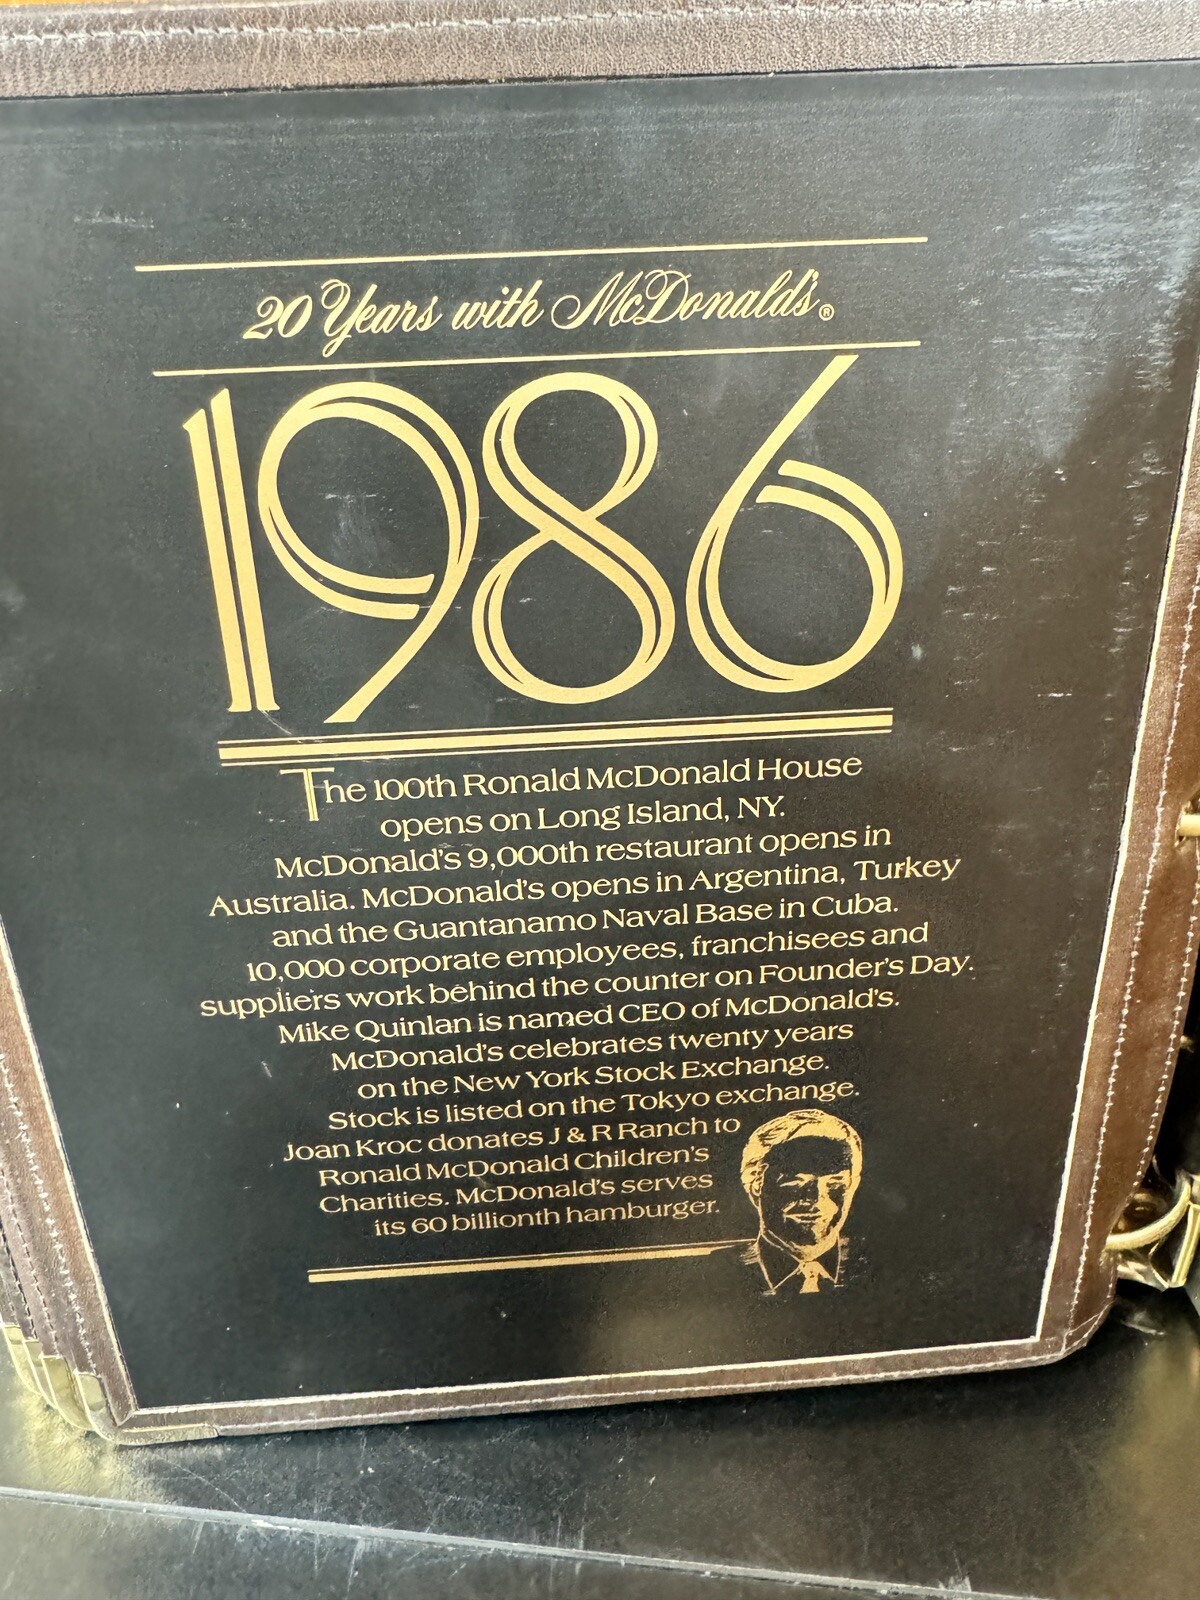 20 Years with McDonald's®
1986
The 100th Ronald McDonald House
opens on Long Island, NY.
McDonald's 9,000th restaurant opens in
Australia. McDonald's opens in Argentina, Turkey
and the Guantanamo Naval Base in Cuba.
10,000 corporate employees, franchisees and
suppliers work behind the counter on Founder's Day.
Mike Quinlan is named CEO of McDonald's.
McDonald's celebrates twenty years
on the New York Stock Exchange.
Stock is listed on the Tokyo exchange.
Joan Kroc donates J & R Ranch to
Ronald McDonald Children's
Charities. McDonald's serves
its 60 billionth hamburger.